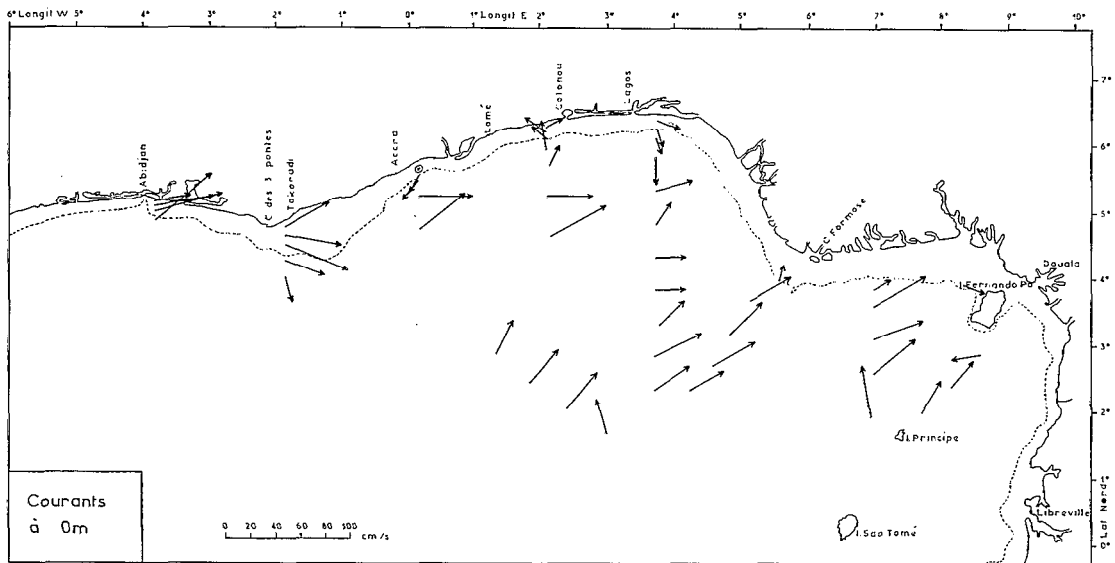 6° Longit W 5° 4° 3° 2° 1° 0° 1° Longit E 2° 3° 4° 5° 6° 7° 8° 9° 10°
Abidjan
C des 3 pontes
Takoradi
Accra
Lomé
Cotonou
Lagos
C Formose
Douala
I.Fernando Po
I.Principe
I.Sao Tomé
Libreville
7°
6°
5°
4°
3°
2°
1°
0° Lat Nord
Courants
à 0m
0 20 40 60 80 100
cm/s